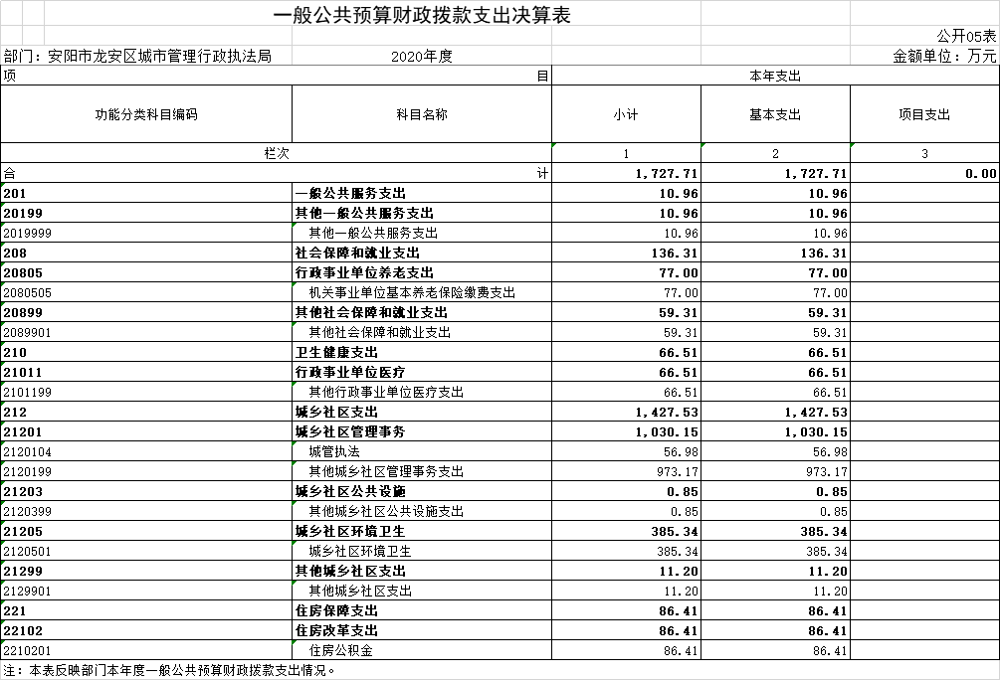 一般公共预算财政拨款支出决算表
公开05表
部门：安阳市龙安区城市管理行政执法局 2020年度 金额单位：万元
项 目 本年支出
功能分类科目编码 科目名称 小计 基本支出 项目支出
栏次 1 2 3
合 计 1,727.71 1,727.71 0.00
201 一般公共服务支出 10.96 10.96
20199 其他一般公共服务支出 10.96 10.96
2019999 其他一般公共服务支出 10.96 10.96
208 社会保障和就业支出 136.31 136.31
20805 行政事业单位养老支出 77.00 77.00
2080505 机关事业单位基本养老保险缴费支出 77.00 77.00
20899 其他社会保障和就业支出 59.31 59.31
2089901 其他社会保障和就业支出 59.31 59.31
210 卫生健康支出 66.51 66.51
21011 行政事业单位医疗 66.51 66.51
2101199 其他行政事业单位医疗支出 66.51 66.51
212 城乡社区支出 1,427.53 1,427.53
21201 城乡社区管理事务 1,030.15 1,030.15
2120104 城管执法 56.98 56.98
2120199 其他城乡社区管理事务支出 973.17 973.17
21203 城乡社区公共设施 0.85 0.85
2120399 其他城乡社区公共设施支出 0.85 0.85
21205 城乡社区环境卫生 385.34 385.34
2120501 城乡社区环境卫生 385.34 385.34
21299 其他城乡社区支出 11.20 11.20
2129901 其他城乡社区支出 11.20 11.20
221 住房保障支出 86.41 86.41
22102 住房改革支出 86.41 86.41
2210201 住房公积金 86.41 86.41
注：本表反映部门本年度一般公共预算财政拨款支出情况。